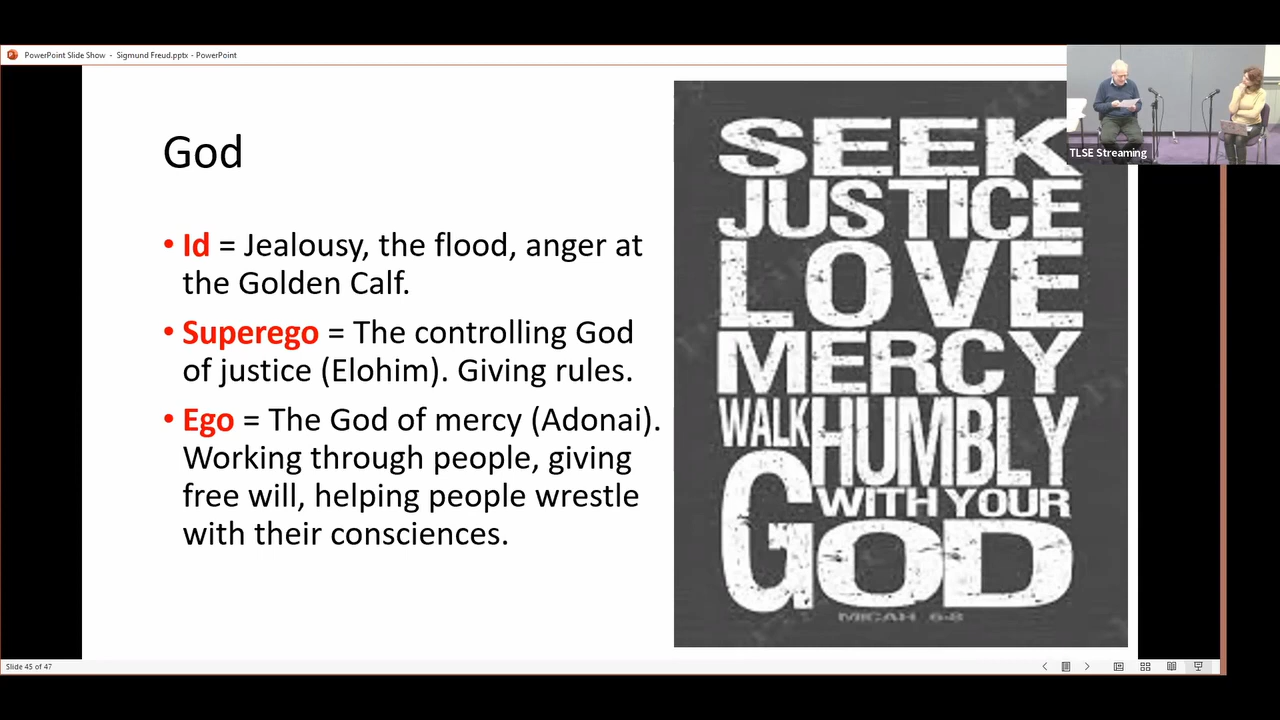 PowerPoint Slide Show - Sigmund Freud.pptx - PowerPoint
TLSE Streaming
God
• Id = Jealousy, the flood, anger at
the Golden Calf.
• Superego = The controlling God
of justice (Elohim). Giving rules.
• Ego = The God of mercy (Adonai).
Working through people, giving
free will, helping people wrestle
with their consciences.
SEEK
JUSTICE
LOVE
MERCY
WALK HUMBLY
WITH YOUR
GOD
MICAH 6:8
Slide 45 of 47